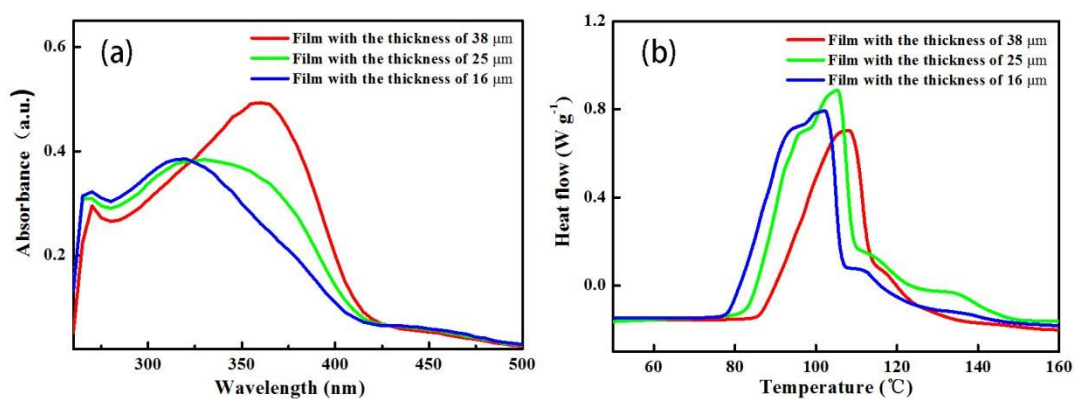 (a)
Film with the thickness of 38 μm
Film with the thickness of 25 μm
Film with the thickness of 16 μm
Absorbance (a.u.)
0.6
0.4
0.2
300 350 400 450 500
Wavelength (nm)
(b)
Film with the thickness of 38 μm
Film with the thickness of 25 μm
Film with the thickness of 16 μm
Heat flow (W g⁻¹)
1.2
0.8
0.4
0.0
60 80 100 120 140 160
Temperature (℃)